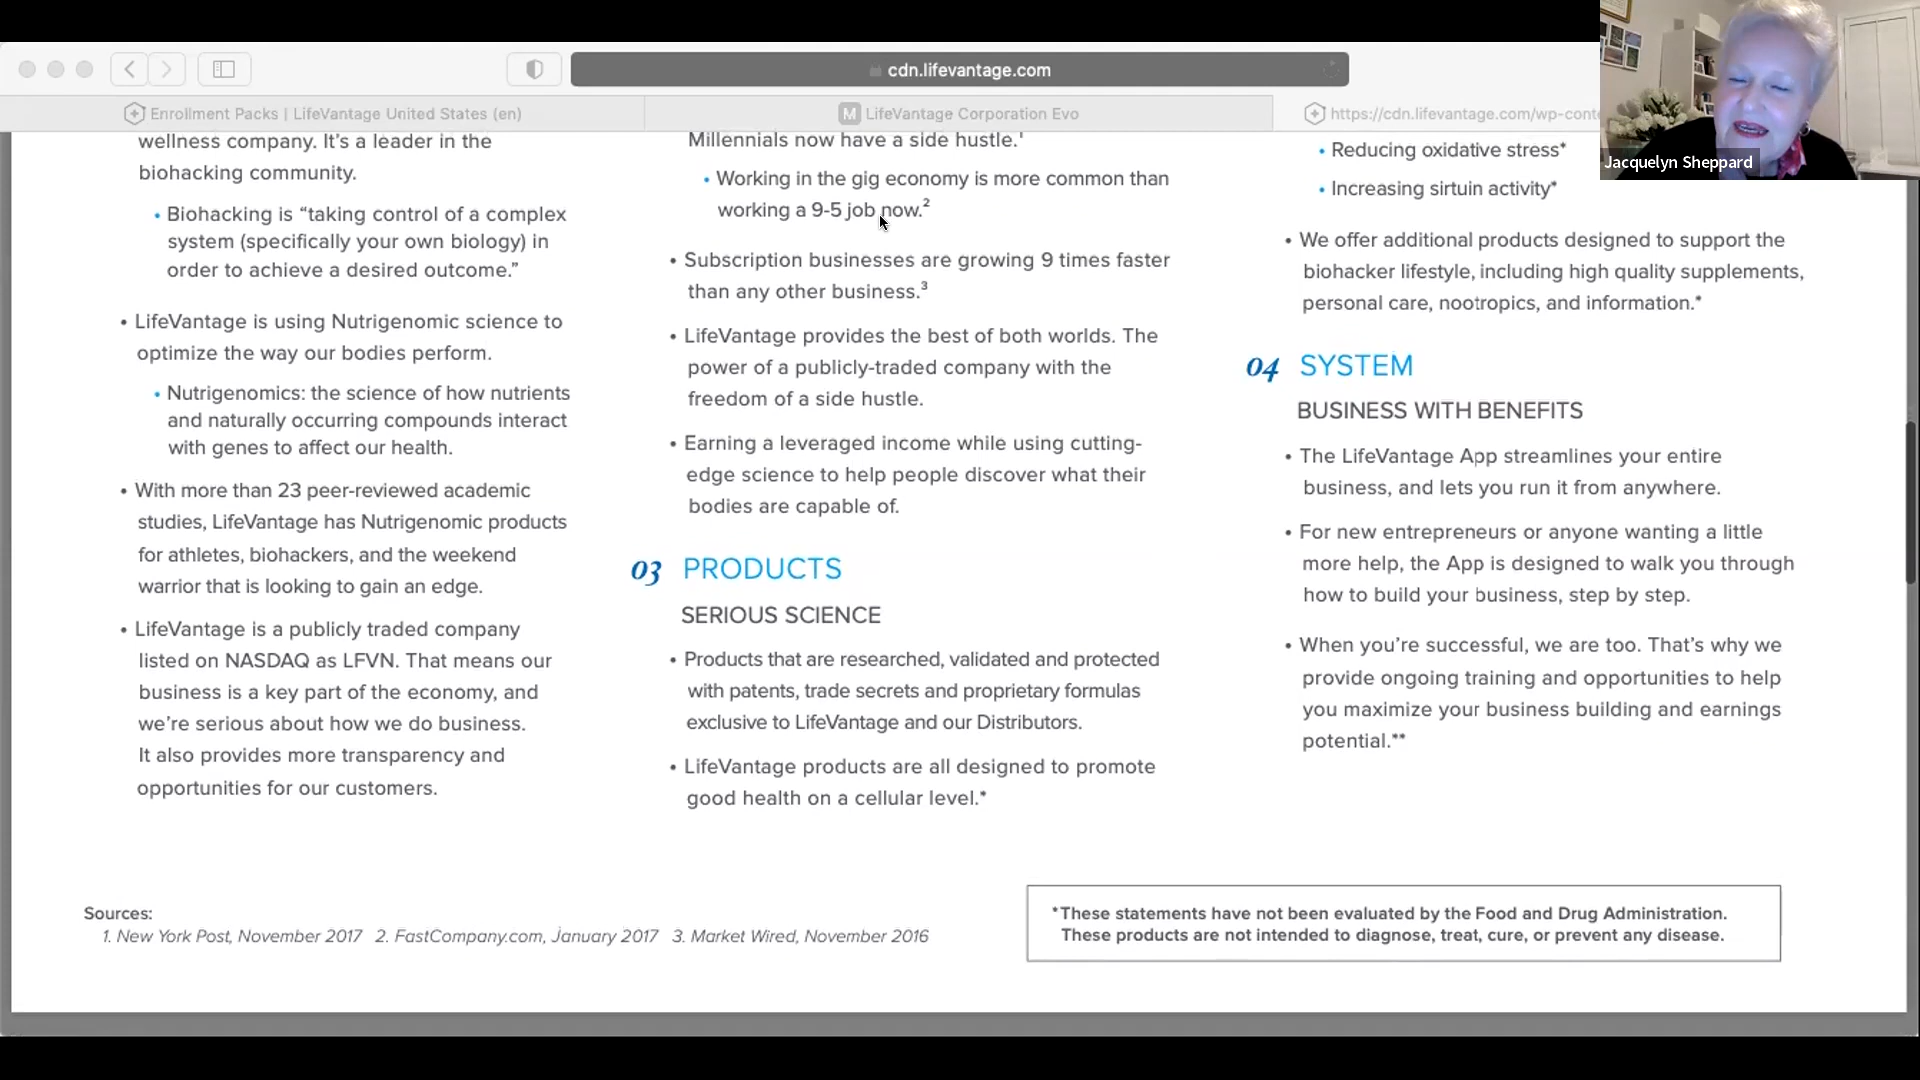 cdn.lifevantage.com
Enrollment Packs | LifeVantage United States (en)
M LifeVantage Corporation Evo
https://cdn.lifevantage.com/wp-conte
Jacquelyn Sheppard
wellness company. It's a leader in the
biohacking community.
• Biohacking is “taking control of a complex
system (specifically your own biology) in
order to achieve a desired outcome.”
• LifeVantage is using Nutrigenomic science to
optimize the way our bodies perform.
• Nutrigenomics: the science of how nutrients
and naturally occurring compounds interact
with genes to affect our health.
• With more than 23 peer-reviewed academic
studies, LifeVantage has Nutrigenomic products
for athletes, biohackers, and the weekend
warrior that is looking to gain an edge.
• LifeVantage is a publicly traded company
listed on NASDAQ as LFVN. That means our
business is a key part of the economy, and
we're serious about how we do business.
It also provides more transparency and
opportunities for our customers.
Millennials now have a side hustle.¹
• Working in the gig economy is more common than
working a 9-5 job now.²
• Subscription businesses are growing 9 times faster
than any other business.³
• LifeVantage provides the best of both worlds. The
power of a publicly-traded company with the
freedom of a side hustle.
• Earning a leveraged income while using cutting-
edge science to help people discover what their
bodies are capable of.
03 PRODUCTS
SERIOUS SCIENCE
• Products that are researched, validated and protected
with patents, trade secrets and proprietary formulas
exclusive to LifeVantage and our Distributors.
• LifeVantage products are all designed to promote
good health on a cellular level.*
• Reducing oxidative stress*
• Increasing sirtuin activity*
• We offer additional products designed to support the
biohacker lifestyle, including high quality supplements,
personal care, nootropics, and information.*
04 SYSTEM
BUSINESS WITH BENEFITS
• The LifeVantage App streamlines your entire
business, and lets you run it from anywhere.
• For new entrepreneurs or anyone wanting a little
more help, the App is designed to walk you through
how to build your business, step by step.
• When you're successful, we are too. That's why we
provide ongoing training and opportunities to help
you maximize your business building and earnings
potential.**
Sources:
1. New York Post, November 2017 2. FastCompany.com, January 2017 3. Market Wired, November 2016
*These statements have not been evaluated by the Food and Drug Administration.
These products are not intended to diagnose, treat, cure, or prevent any disease.